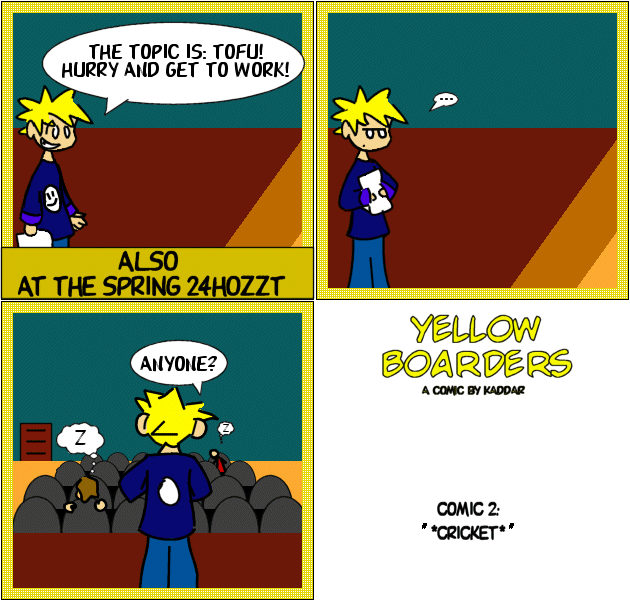 THE TOPIC IS: TOFU!
HURRY AND GET TO WORK!
ALSO
AT THE SPRING 24HOZZT
---
ANYONE?
Z
Z
YELLOW
BOARDERS
A COMIC BY KADDAR
COMIC 2:
"*CRICKET*"